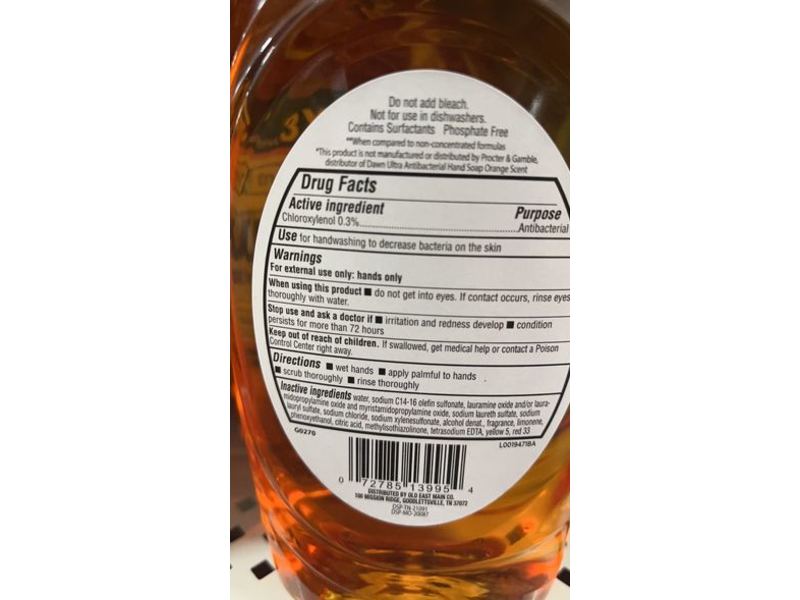 Do not add bleach.
Not for use in dishwashers.
Contains Surfactants Phosphate Free
**When compared to non-concentrated formulas
*This product is not manufactured or distributed by Procter & Gamble,
distributor of Dawn Ultra Antibacterial Hand Soap Orange Scent
Drug Facts
Active ingredient Purpose
Chloroxylenol 0.3%............Antibacterial
Use for handwashing to decrease bacteria on the skin
Warnings
For external use only: hands only
When using this product ■ do not get into eyes. If contact occurs, rinse eyes
thoroughly with water.
Stop use and ask a doctor if ■ irritation and redness develop ■ condition
persists for more than 72 hours
Keep out of reach of children. If swallowed, get medical help or contact a Poison
Control Center right away.
Directions ■ wet hands ■ apply palmful to hands
■ scrub thoroughly ■ rinse thoroughly
Inactive ingredients water, sodium C14-16 olefin sulfonate, lauramine oxide and/or laura-
midopropylamine oxide and myristamidopropylamine oxide, sodium laureth sulfate, sodium
lauryl sulfate, sodium chloride, sodium xylenesulfonate, alcohol denat., fragrance, limonene,
phenoxyethanol, citric acid, methylisothiazolinone, tetrasodium EDTA, yellow 5, red 33
G0270 L0019471BA
0 72785 13995 4
DISTRIBUTED BY OLD EAST MAIN CO.
100 MISSION RIDGE, GOODLETTSVILLE, TN 37072
DSP-TN-21091
DSP-MO-20087